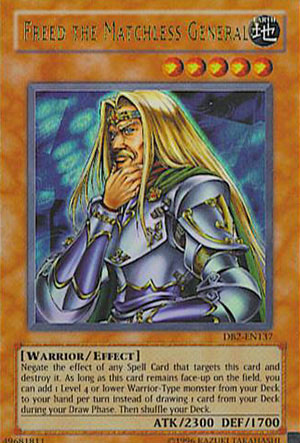 Freed the Matchless General
EARTH
地
DB2-EN137
[WARRIOR/EFFECT]
Negate the effect of any Spell Card that targets this card and
destroy it. As long as this card remains face-up on the field, you
can add 1 Level 4 or lower Warrior-Type monster from your Deck
to your hand per turn instead of drawing 1 card from your Deck
during your Draw Phase. Then shuffle your Deck.
ATK/2300 DEF/1700
49681811
©1996 KAZUKI TAKAHASHI